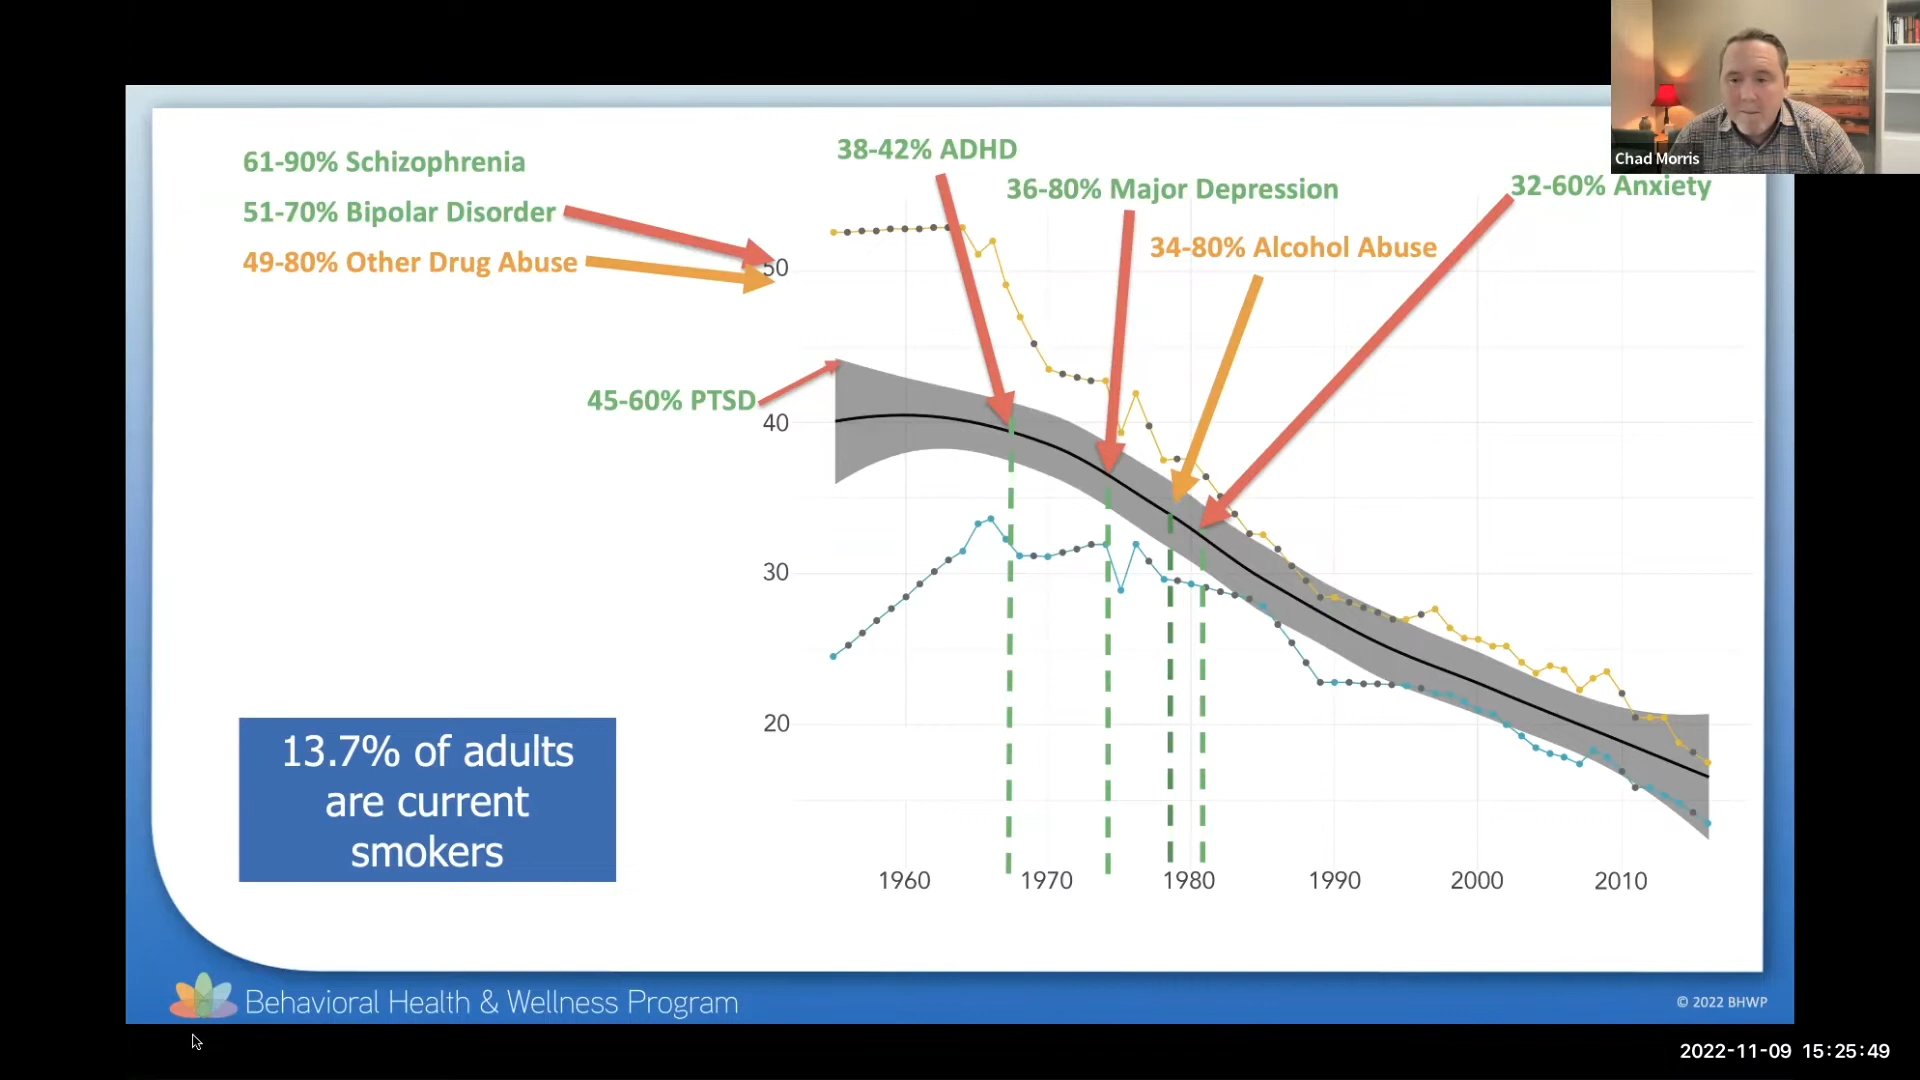 61-90% Schizophrenia
51-70% Bipolar Disorder
49-80% Other Drug Abuse
38-42% ADHD
36-80% Major Depression
34-80% Alcohol Abuse
32-60% Anxiety
Chad Morris
45-60% PTSD
50
40
30
20
1960 1970 1980 1990 2000 2010
13.7% of adults
are current
smokers
Behavioral Health & Wellness Program
© 2022 BHWP
2022-11-09 15:25:49